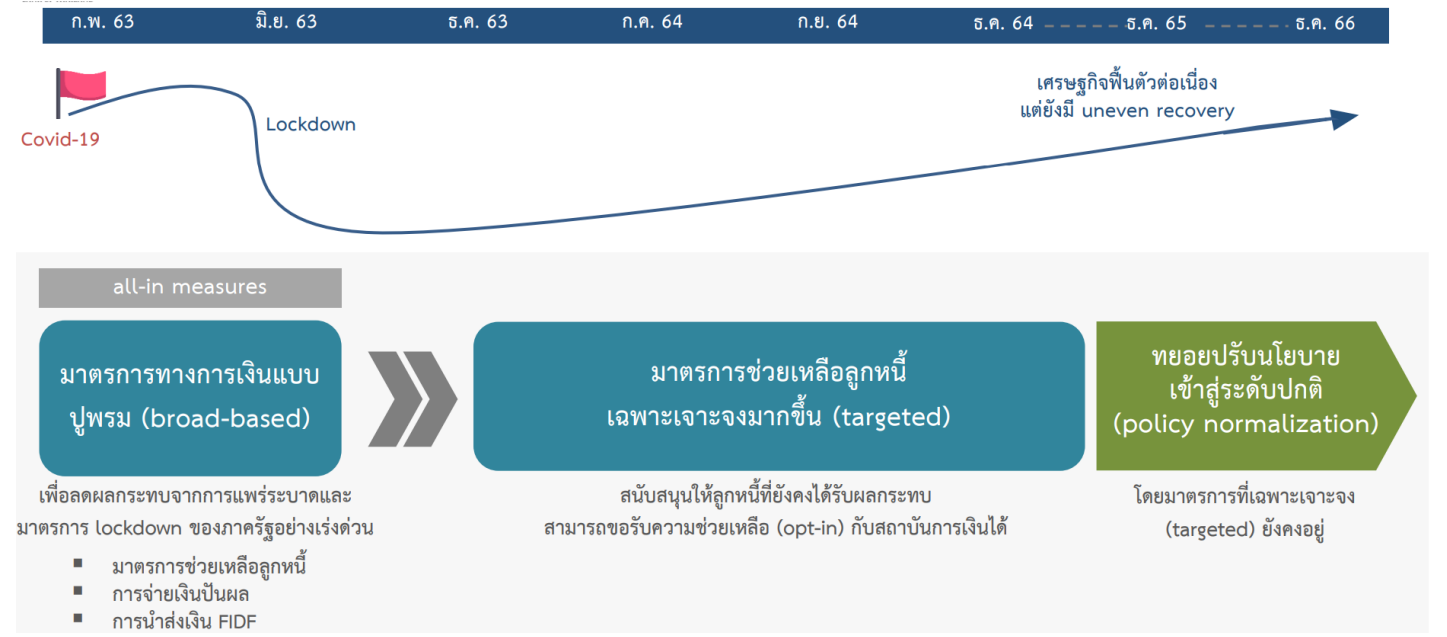 ก.พ. 63 มิ.ย. 63 ธ.ค. 63 ก.ค. 64 ก.ย. 64 ธ.ค. 64 ธ.ค. 65 ธ.ค. 66
Covid-19
Lockdown
เศรษฐกิจฟื้นตัวต่อเนื่อง
แต่ยังมี uneven recovery
all-in measures
มาตรการทางการเงินแบบ
ปูพรม (broad-based)
เพื่อลดผลกระทบจากการแพร่ระบาดและ
มาตรการ lockdown ของภาครัฐอย่างเร่งด่วน
▪ มาตรการช่วยเหลือลูกหนี้
▪ การจ่ายเงินปันผล
▪ การนำส่งเงิน FIDF
มาตรการช่วยเหลือลูกหนี้
เฉพาะเจาะจงมากขึ้น (targeted)
สนับสนุนให้ลูกหนี้ที่ยังคงได้รับผลกระทบ
สามารถขอรับความช่วยเหลือ (opt-in) กับสถาบันการเงินได้
ทยอยปรับนโยบาย
เข้าสู่ระดับปกติ
(policy normalization)
โดยมาตรการที่เฉพาะเจาะจง
(targeted) ยังคงอยู่